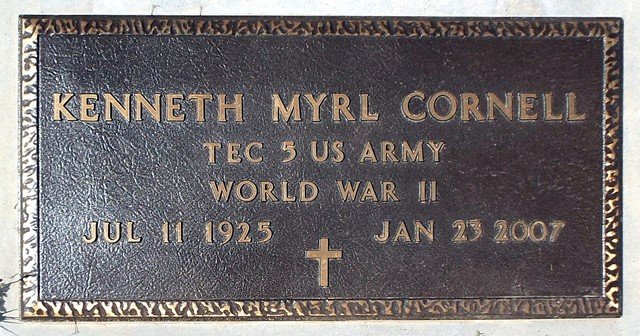 KENNETH MYRL CORNELL
TEC 5 US ARMY
WORLD WAR II
JUL 11 1925 JAN 23 2007